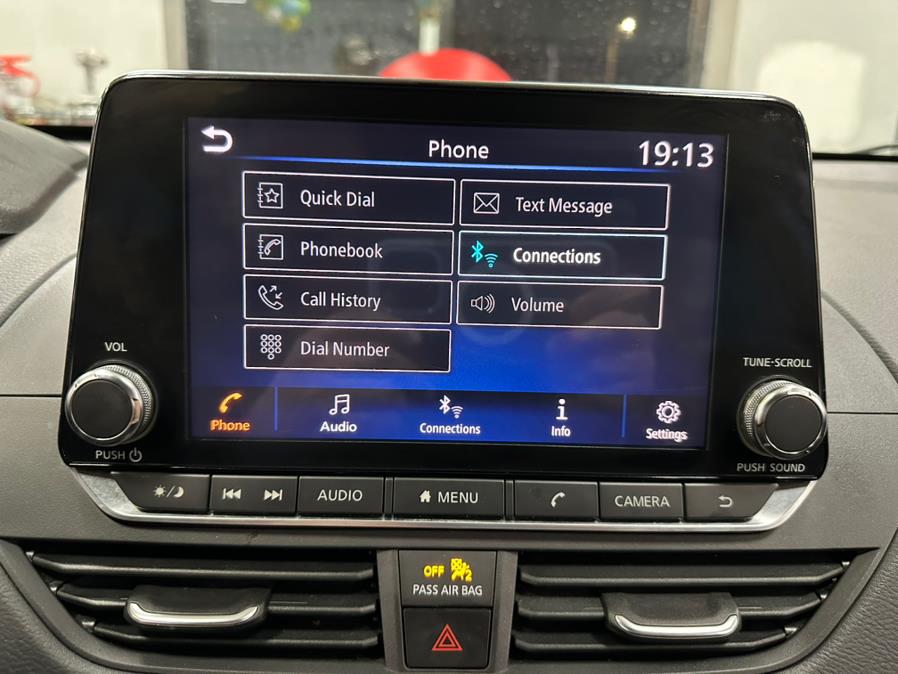 Phone
19:13
Quick Dial
Text Message
Phonebook
Connections
Call History
Volume
Dial Number
Phone
Audio
Connections
Info
Settings
VOL
PUSH
TUNE·SCROLL
PUSH SOUND
AUDIO
MENU
CAMERA
OFF 2
PASS AIR BAG